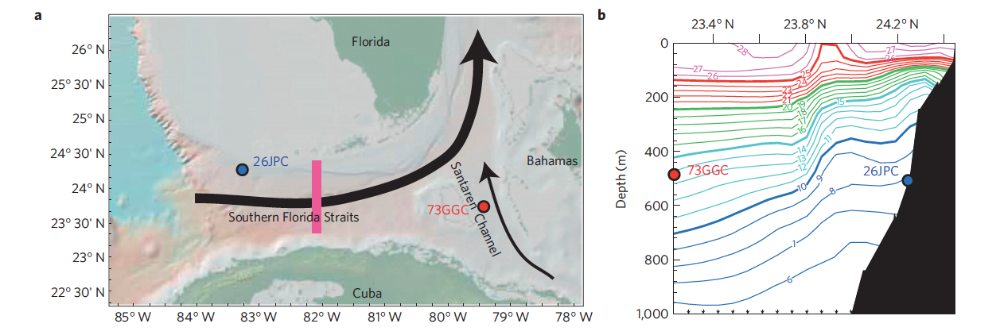 a
26° N
25° 30' N
25° N
24° 30' N
24° N
23° 30' N
23° N
22° 30' N
85° W
84° W
83° W
82° W
81° W
80° W
79° W
78° W
Florida
Bahamas
26JPC
Southern Florida Straits
73GGC
Santaren Channel
Cuba
b
23.4° N
23.8° N
24.2° N
0
200
400
600
800
1,000
Depth (m)
28
27
26
27
26
25
24
23
21
20
19
17
16
15
14
13
12
11
10
9
8
7
6
73GGC
26JPC